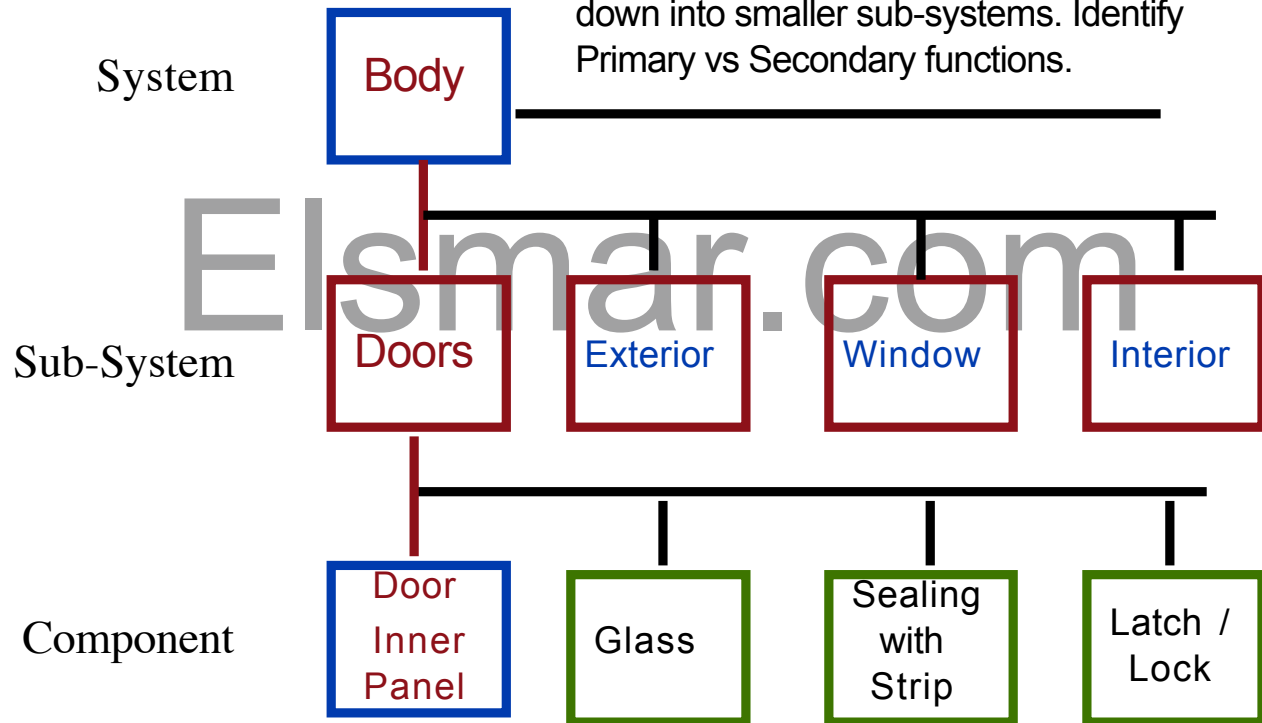 down into smaller sub-systems. Identify
Primary vs Secondary functions.
System
Body
Elsmar.com
Sub-System
Doors
Exterior
Window
Interior
Component
Door
Inner
Panel
Glass
Sealing
with
Strip
Latch /
Lock